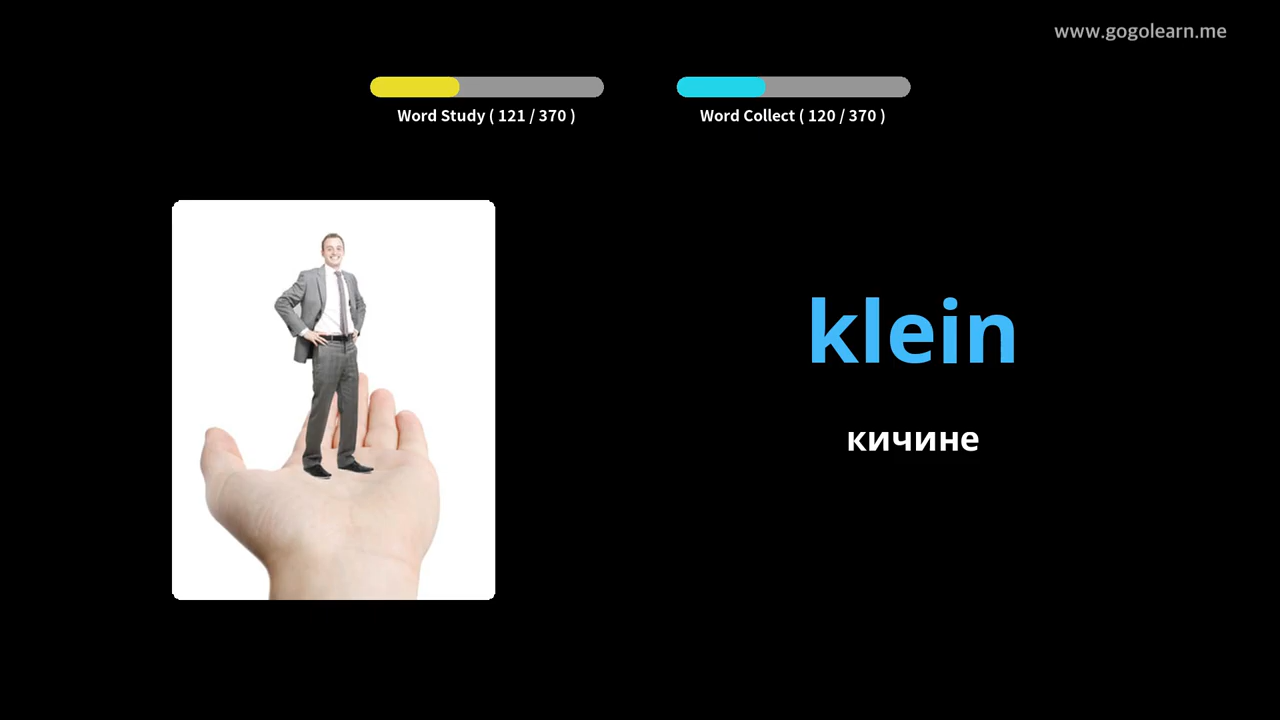 www.gogolearn.me
Word Study ( 121 / 370 )
Word Collect ( 120 / 370 )
klein
кичине